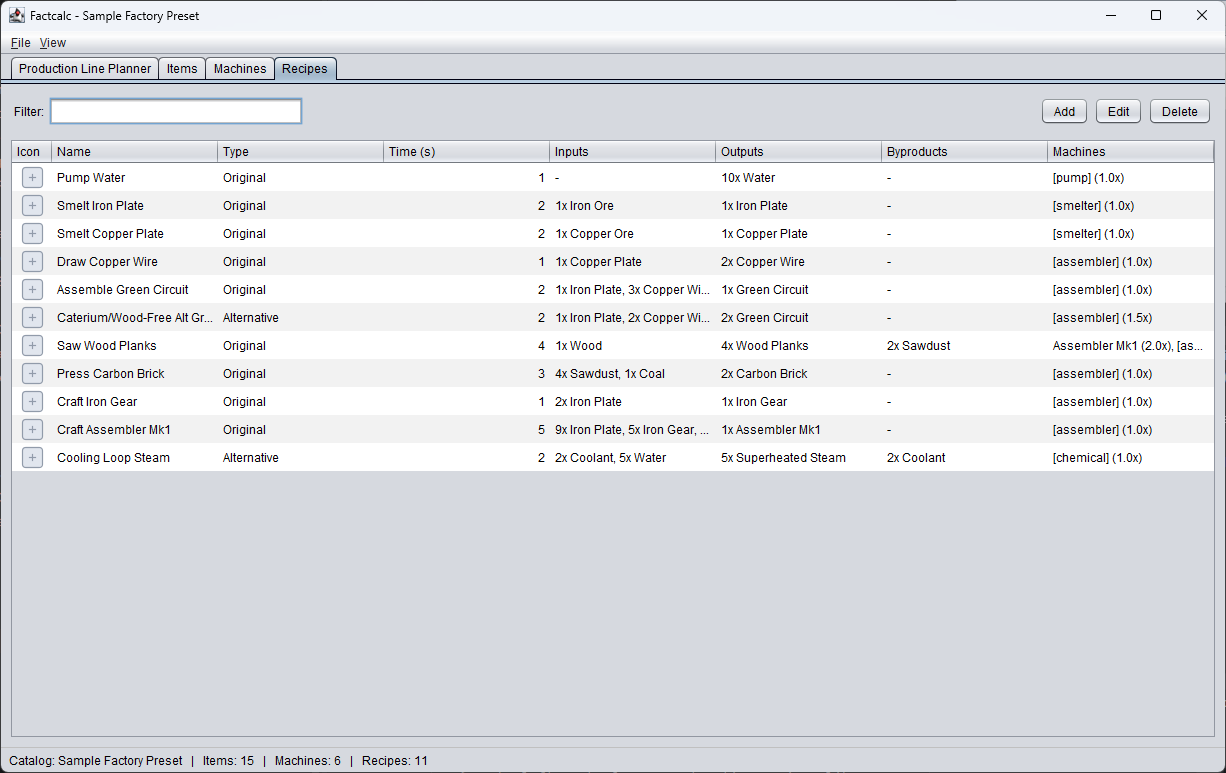 Factcalc - Sample Factory Preset
File View
Production Line Planner Items Machines Recipes
Filter: Add Edit Delete
Icon Name Type Time (s) Inputs Outputs Byproducts Machines
+ Pump Water Original 1 - 10x Water - [pump] (1.0x)
+ Smelt Iron Plate Original 2 1x Iron Ore 1x Iron Plate - [smelter] (1.0x)
+ Smelt Copper Plate Original 2 1x Copper Ore 1x Copper Plate - [smelter] (1.0x)
+ Draw Copper Wire Original 1 1x Copper Plate 2x Copper Wire - [assembler] (1.0x)
+ Assemble Green Circuit Original 2 1x Iron Plate, 3x Copper Wi... 1x Green Circuit - [assembler] (1.0x)
+ Caterium/Wood-Free Alt Gr... Alternative 2 1x Iron Plate, 2x Copper Wi... 2x Green Circuit - [assembler] (1.5x)
+ Saw Wood Planks Original 4 1x Wood 4x Wood Planks 2x Sawdust Assembler Mk1 (2.0x), [as...
+ Press Carbon Brick Original 3 4x Sawdust, 1x Coal 2x Carbon Brick - [assembler] (1.0x)
+ Craft Iron Gear Original 1 2x Iron Plate 1x Iron Gear - [assembler] (1.0x)
+ Craft Assembler Mk1 Original 5 9x Iron Plate, 5x Iron Gear, ... 1x Assembler Mk1 - [assembler] (1.0x)
+ Cooling Loop Steam Alternative 2 2x Coolant, 5x Water 5x Superheated Steam 2x Coolant [chemical] (1.0x)
Catalog: Sample Factory Preset | Items: 15 | Machines: 6 | Recipes: 11